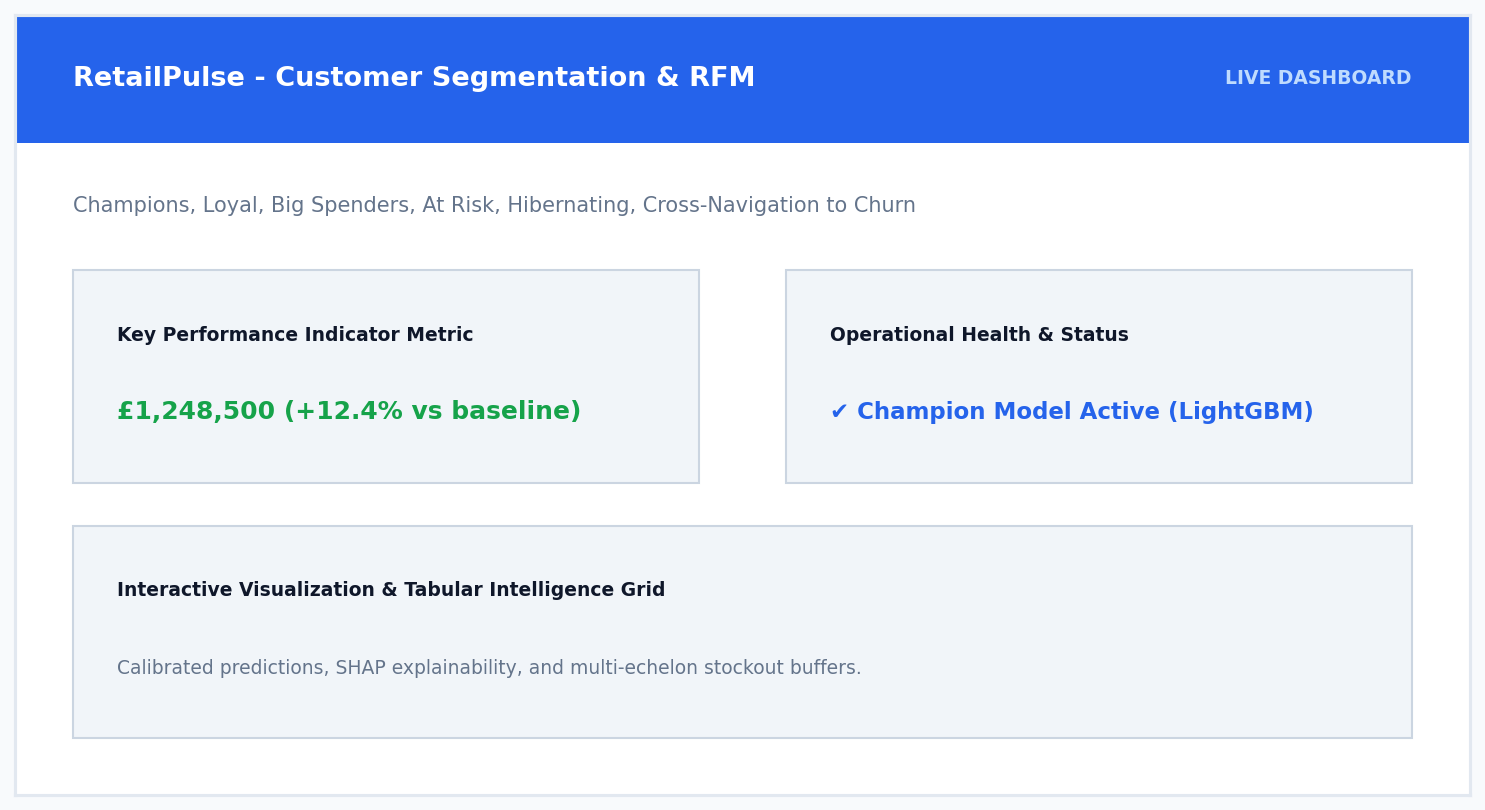 RetailPulse - Customer Segmentation & RFM
LIVE DASHBOARD
Champions, Loyal, Big Spenders, At Risk, Hibernating, Cross-Navigation to Churn
Key Performance Indicator Metric
£1,248,500 (+12.4% vs baseline)
Operational Health & Status
✔ Champion Model Active (LightGBM)
Interactive Visualization & Tabular Intelligence Grid
Calibrated predictions, SHAP explainability, and multi-echelon stockout buffers.